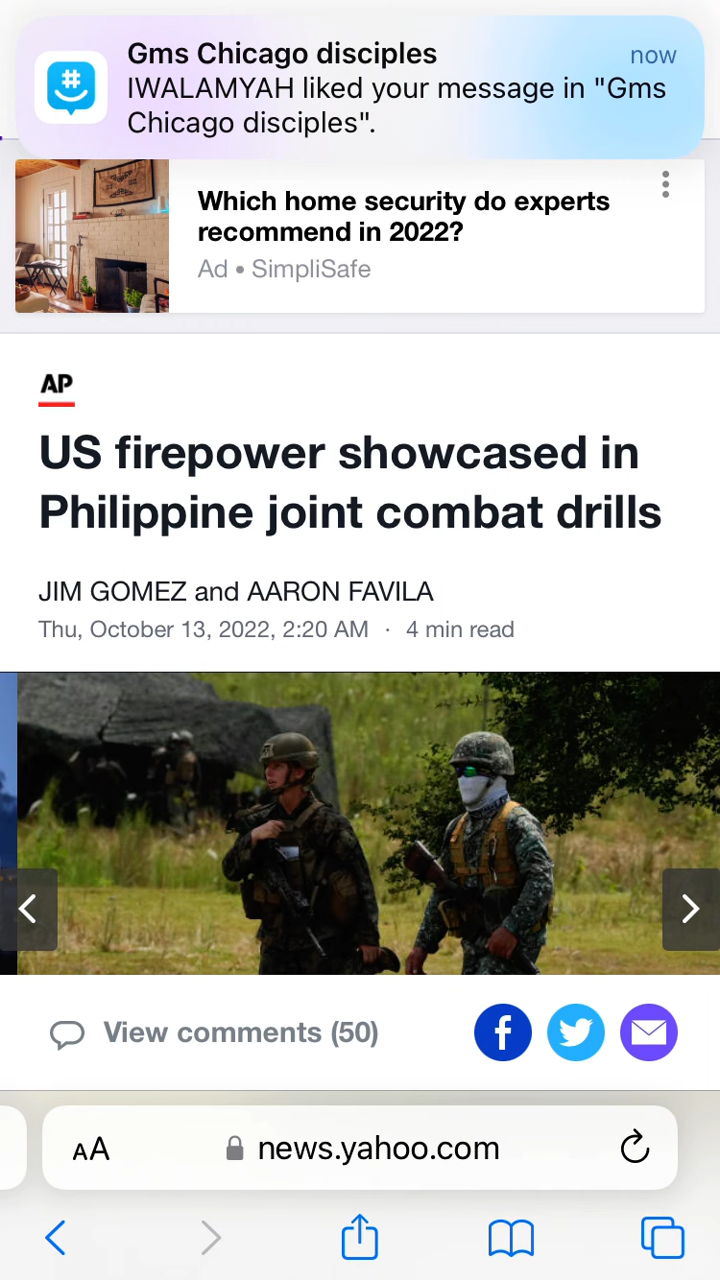 Gms Chicago disciples
now
IWALAMYAH liked your message in "Gms
Chicago disciples".
Which home security do experts
recommend in 2022?
Ad • SimpliSafe
AP
US firepower showcased in
Philippine joint combat drills
JIM GOMEZ and AARON FAVILA
Thu, October 13, 2022, 2:20 AM · 4 min read
View comments (50)
AA
news.yahoo.com